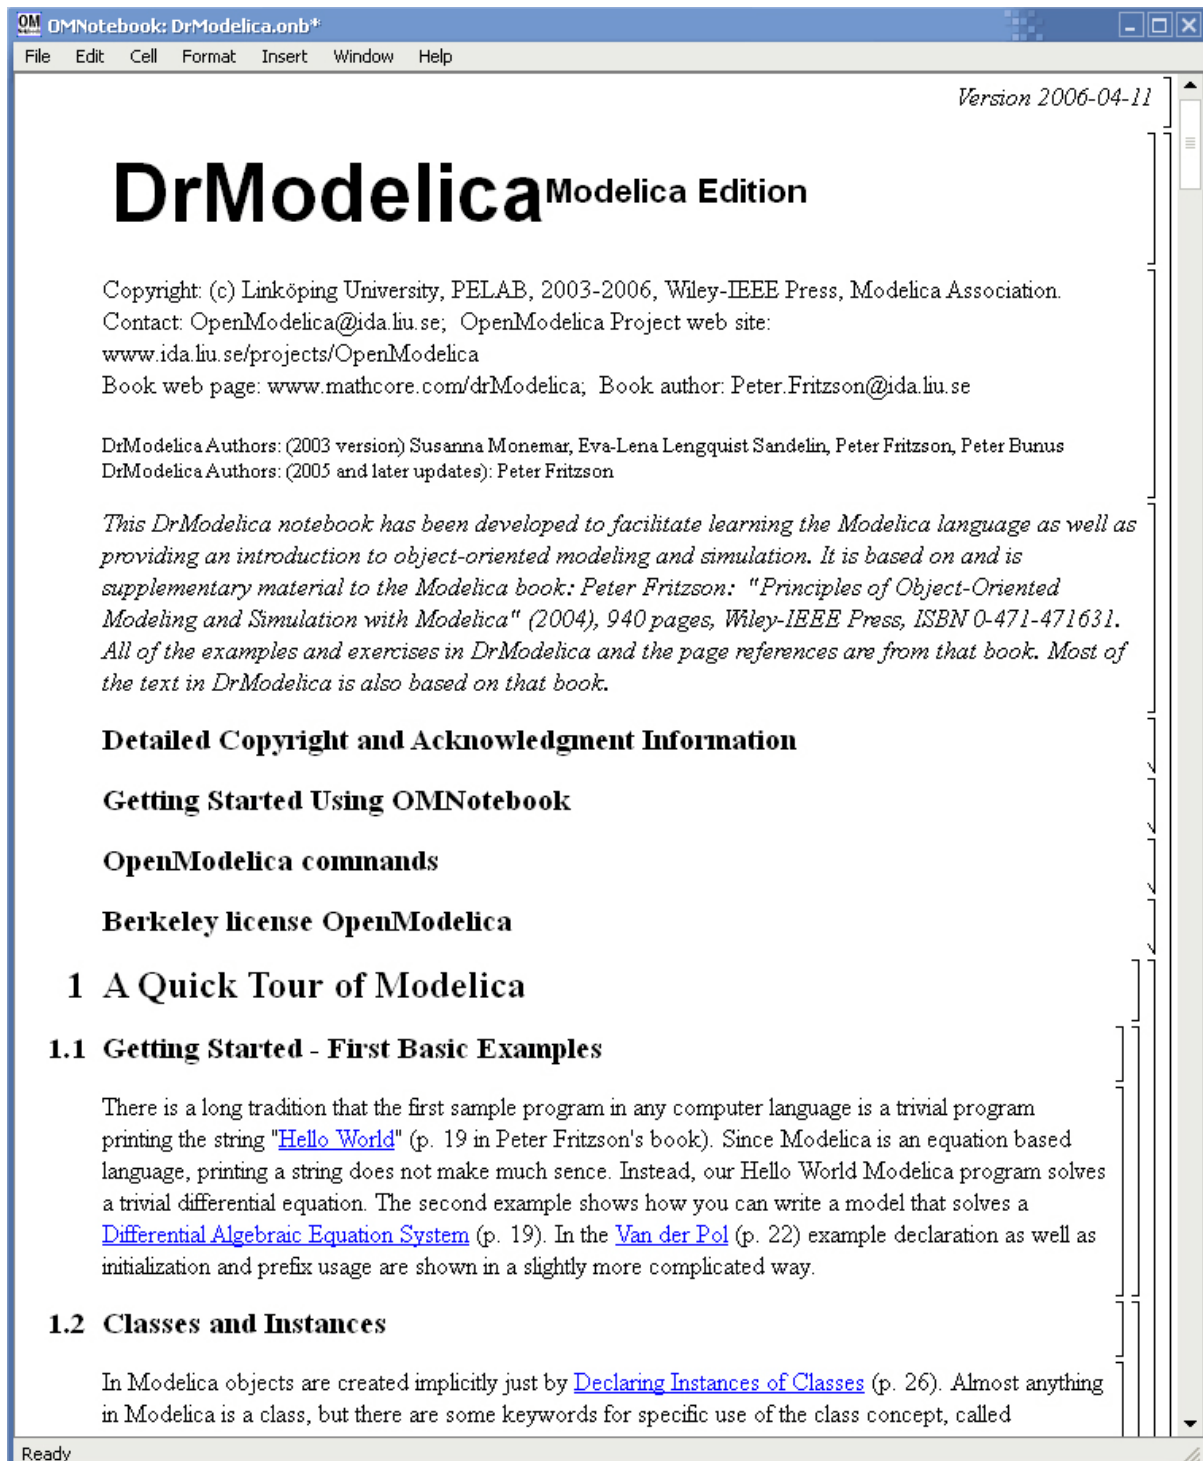 OMNotebook: DrModelica.onb*
File Edit Cell Format Insert Window Help
Version 2006-04-11
DrModelica Modelica Edition
Copyright: (c) Linköping University, PELAB, 2003-2006, Wiley-IEEE Press, Modelica Association.
Contact: OpenModelica@ida.liu.se; OpenModelica Project web site:
www.ida.liu.se/projects/OpenModelica
Book web page: www.mathcore.com/drModelica; Book author: Peter.Fritzson@ida.liu.se
DrModelica Authors: (2003 version) Susanna Monemar, Eva-Lena Lengquist Sandelin, Peter Fritzson, Peter Bunus
DrModelica Authors: (2005 and later updates): Peter Fritzson
This DrModelica notebook has been developed to facilitate learning the Modelica language as well as
providing an introduction to object-oriented modeling and simulation. It is based on and is
supplementary material to the Modelica book: Peter Fritzson: "Principles of Object-Oriented
Modeling and Simulation with Modelica" (2004), 940 pages, Wiley-IEEE Press, ISBN 0-471-471631.
All of the examples and exercises in DrModelica and the page references are from that book. Most of
the text in DrModelica is also based on that book.
Detailed Copyright and Acknowledgment Information
Getting Started Using OMNotebook
OpenModelica commands
Berkeley license OpenModelica
1 A Quick Tour of Modelica
1.1 Getting Started - First Basic Examples
There is a long tradition that the first sample program in any computer language is a trivial program
printing the string "Hello World" (p. 19 in Peter Fritzson's book). Since Modelica is an equation based
language, printing a string does not make much sence. Instead, our Hello World Modelica program solves
a trivial differential equation. The second example shows how you can write a model that solves a
Differential Algebraic Equation System (p. 19). In the Van der Pol (p. 22) example declaration as well as
initialization and prefix usage are shown in a slightly more complicated way.
1.2 Classes and Instances
In Modelica objects are created implicitly just by Declaring Instances of Classes (p. 26). Almost anything
in Modelica is a class, but there are some keywords for specific use of the class concept, called
Ready